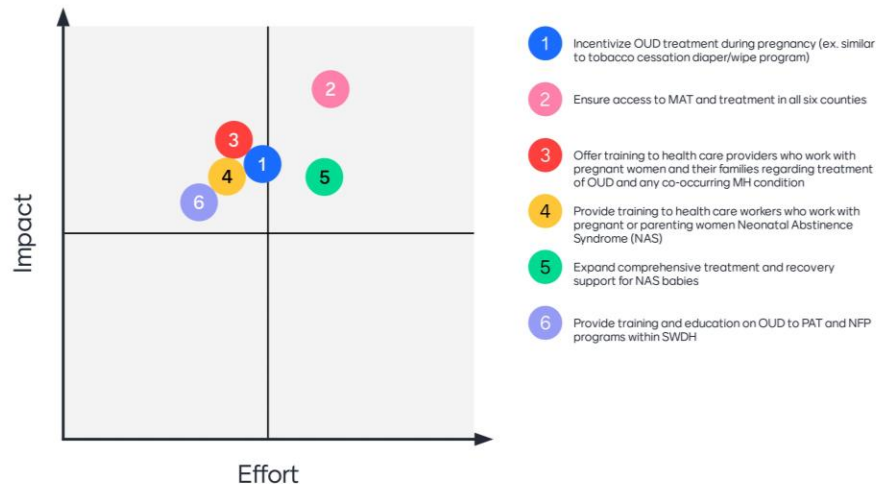 Impact
2
3
1
4
5
6
Effort
1
Incentivize OUD treatment during pregnancy (ex. similar
to tobacco cessation diaper/wipe program)
2
Ensure access to MAT and treatment in all six counties
3
Offer training to health care providers who work with
pregnant women and their families regarding treatment
of OUD and any co-occurring MH condition
4
Provide training to health care workers who work with
pregnant or parenting women Neonatal Abstinence
Syndrome (NAS)
5
Expand comprehensive treatment and recovery
support for NAS babies
6
Provide training and education on OUD to PAT and NFP
programs within SWDH